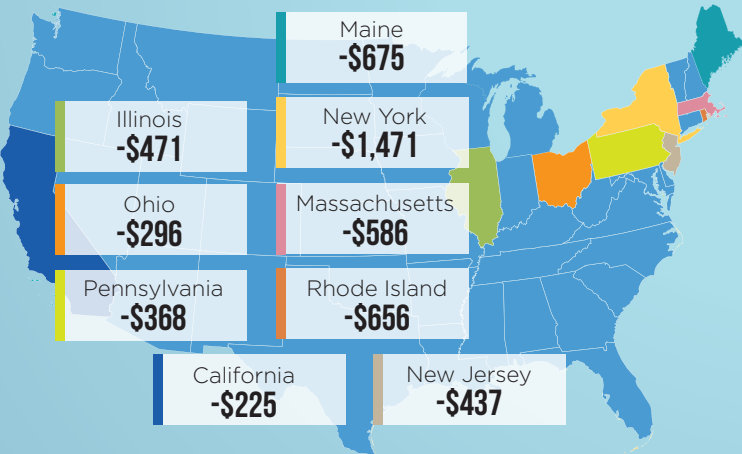 Maine
-$675
Illinois
-$471
New York
-$1,471
Ohio
-$296
Massachusetts
-$586
Pennsylvania
-$368
Rhode Island
-$656
California
-$225
New Jersey
-$437